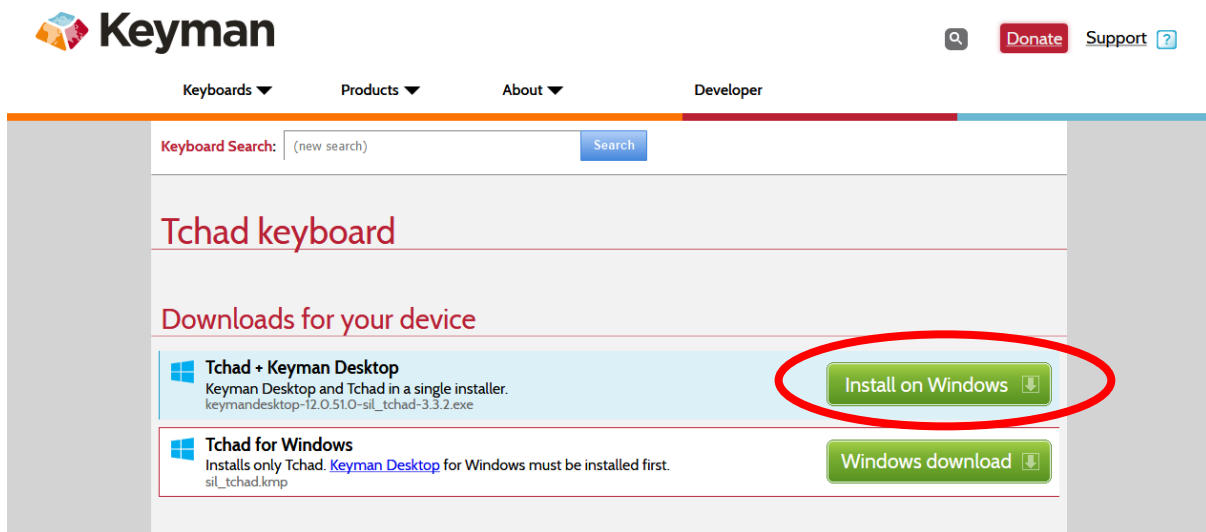 Keyman
Donate Support ?
Keyboards Products About Developer
Keyboard Search: (new search) Search
Tchad keyboard
Downloads for your device
Tchad + Keyman Desktop
Keyman Desktop and Tchad in a single installer.
keymandesktop-12.0.51.0-sil_tchad-3.3.2.exe
Install on Windows
Tchad for Windows
Installs only Tchad. Keyman Desktop for Windows must be installed first.
sil_tchad.kmp
Windows download